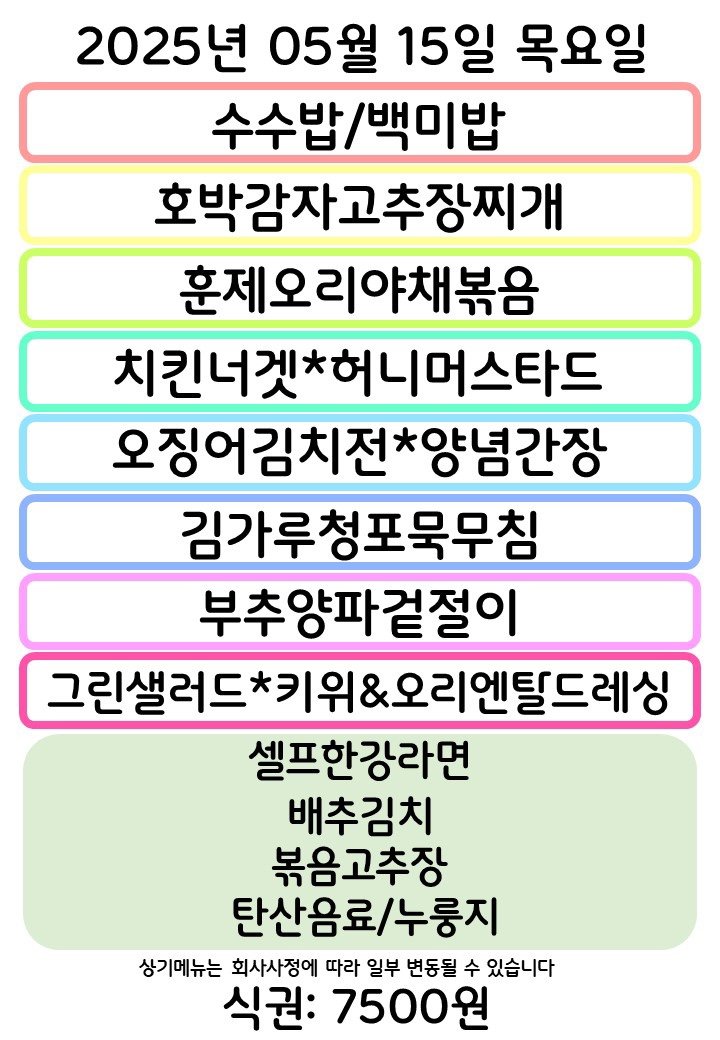 2025년 05월 15일 목요일
수수밥/백미밥
호박감자고추장찌개
훈제오리야채볶음
치킨너겟*허니머스타드
오징어김치전*양념간장
김가루청포묵무침
부추양파겉절이
그린샐러드*키위&오리엔탈드레싱
셀프한강라면
배추김치
볶음고추장
탄산음료/누룽지
상기메뉴는 회사사정에 따라 일부 변동될 수 있습니다
식권: 7500원